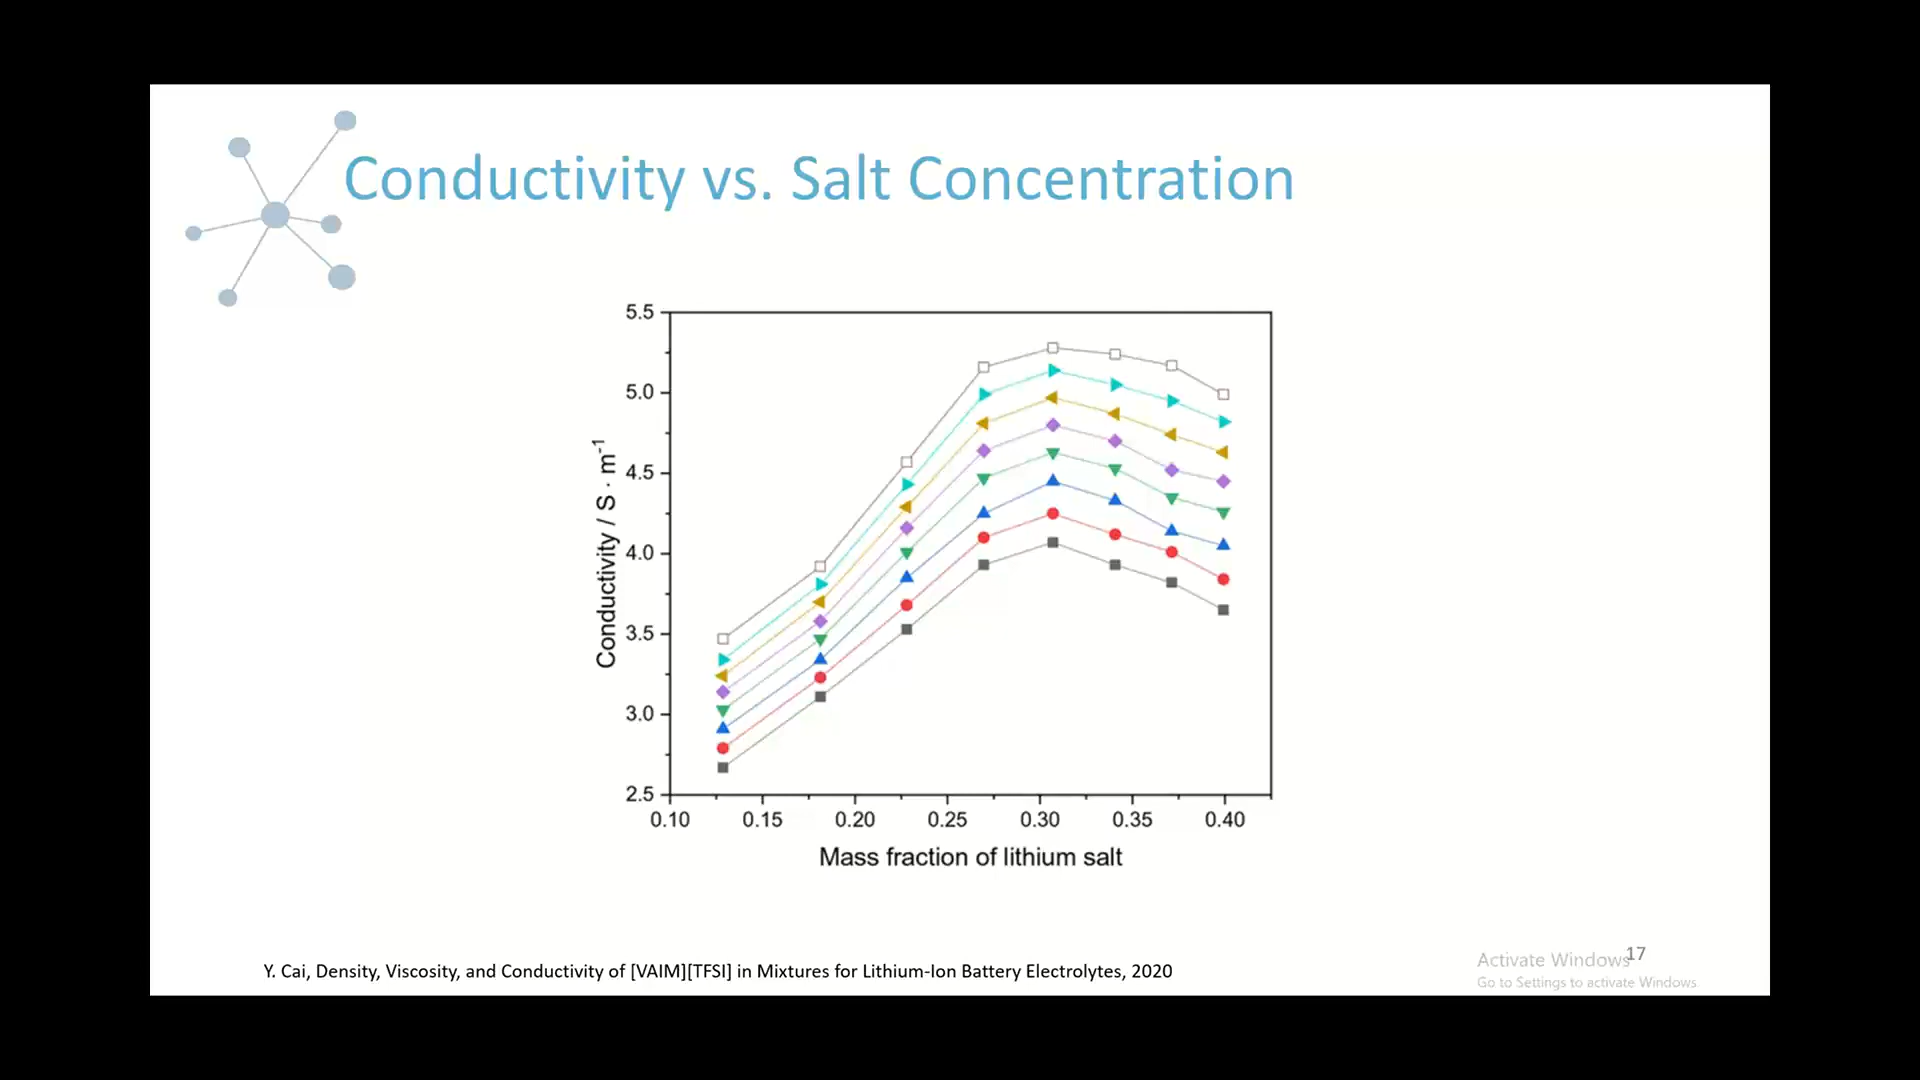 Conductivity vs. Salt Concentration
5.5
5.0
4.5
4.0
3.5
3.0
2.5
Conductivity / S · m⁻¹
0.10 0.15 0.20 0.25 0.30 0.35 0.40
Mass fraction of lithium salt
Y. Cai, Density, Viscosity, and Conductivity of [VAIM][TFSI] in Mixtures for Lithium-Ion Battery Electrolytes, 2020
17
Activate Windows
Go to Settings to activate Windows.